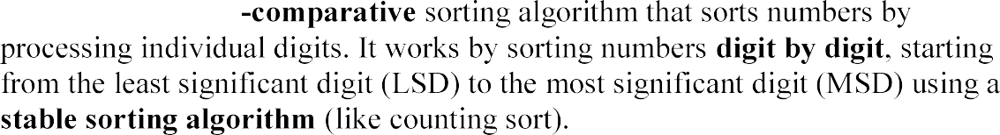 -comparative sorting algorithm that sorts numbers by
processing individual digits. It works by sorting numbers digit by digit, starting
from the least significant digit (LSD) to the most significant digit (MSD) using a
stable sorting algorithm (like counting sort).